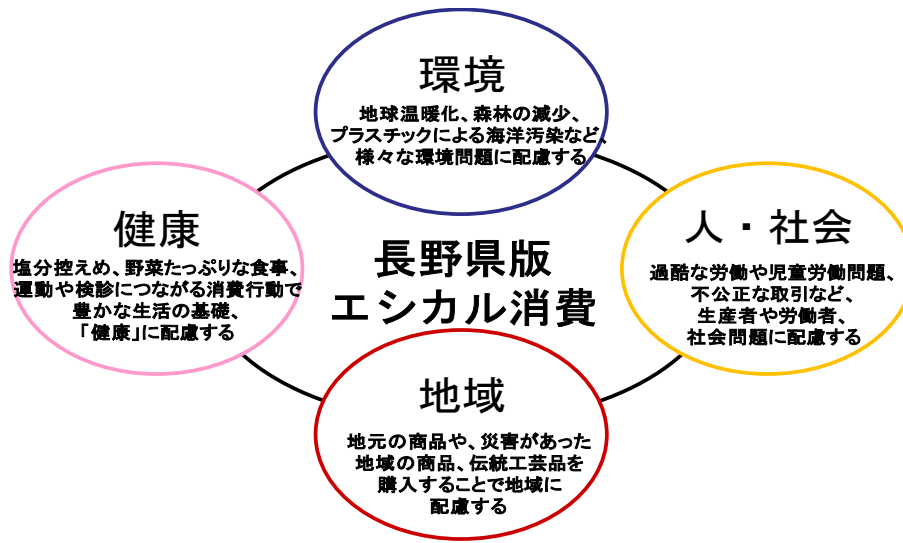 環境
地球温暖化、森林の減少、
プラスチックによる海洋汚染など、
様々な環境問題に配慮する
健康
塩分控えめ、野菜たっぷりな食事、
運動や検診につながる消費行動で
豊かな生活の基礎、
「健康」に配慮する
長野県版
エシカル消費
人・社会
過酷な労働や児童労働問題、
不公正な取引など、
生産者や労働者、
社会問題に配慮する
地域
地元の商品や、災害があった
地域の商品、伝統工芸品を
購入することで地域に
配慮する